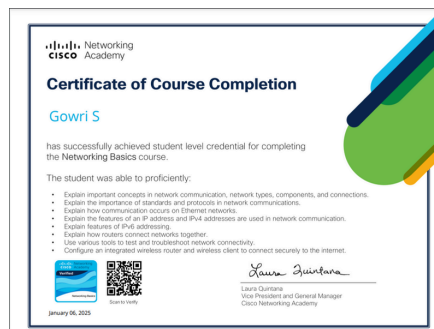 Networking
CISCO Academy
Certificate of Course Completion
Gowri S
has successfully achieved student level credential for completing
the Networking Basics course.
The student was able to proficiently:
• Explain important concepts in network communication, network types, components, and connections.
• Explain the importance of standards and protocols in network communications.
• Explain how communication occurs on Ethernet networks.
• Explain the features of an IP address and IPv4 addresses are used in network communication.
• Explain features of IPv6 addressing.
• Explain how routers connect networks together.
• Use various tools to test and troubleshoot network connectivity.
• Configure an integrated wireless router and wireless client to connect securely to the internet.
CISCO
Verified
Networking Basics
Scan to Verify
Laura Quintana
Laura Quintana
Vice President and General Manager
Cisco Networking Academy
January 06, 2025